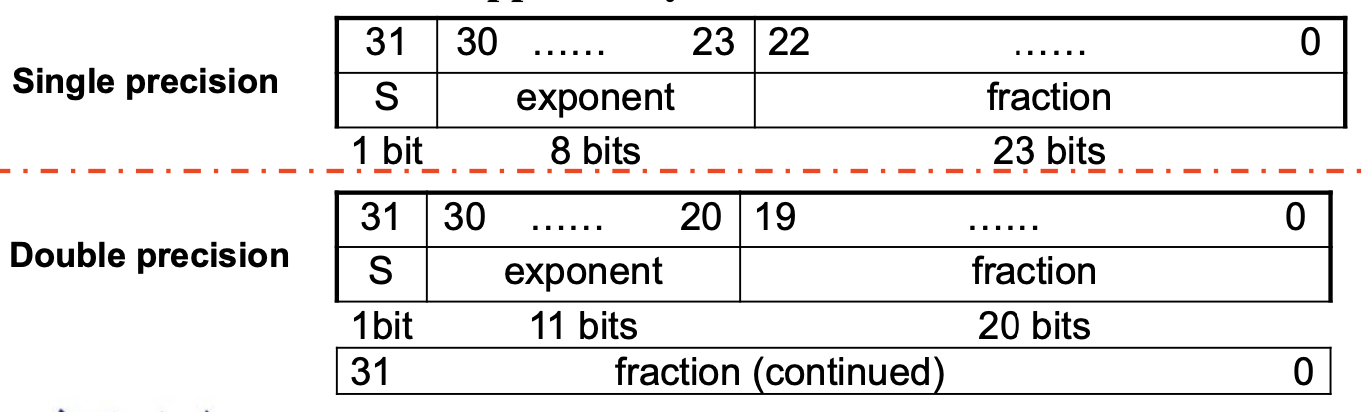 31 30 ...... 23 22 ...... 0
Single precision
S exponent fraction
1 bit 8 bits 23 bits
31 30 ...... 20 19 ...... 0
Double precision
S exponent fraction
1bit 11 bits 20 bits
31 fraction (continued) 0